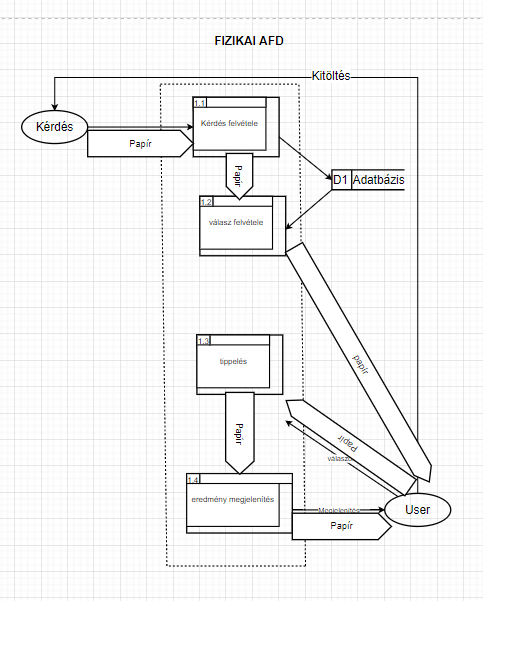 FIZIKAI AFD
Kitöltés
1.1
Kérdés felvétele
Kérdés
Papír
Papír
D1 Adatbázis
1.2
válasz felvétele
1.3
tippelés
papír
Papír
Papír
1.4
eredmény megjelenítés
Megjelenítés
Papír
User